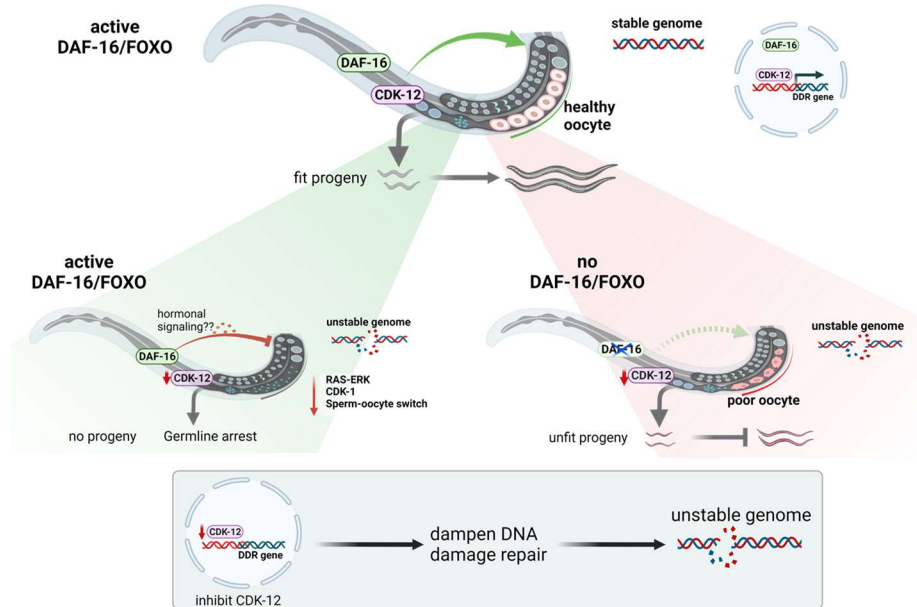 active
DAF-16/FOXO
DAF-16
CDK-12
stable genome
DAF-16
CDK-12
DDR gene
healthy
oocyte
fit progeny
active
DAF-16/FOXO
hormonal
signaling??
DAF-16
CDK-12
unstable genome
RAS-ERK
CDK-1
Sperm-oocyte switch
no progeny
Germline arrest
no
DAF-16/FOXO
DAF-16
CDK-12
unstable genome
poor oocyte
unfit progeny
CDK-12
DDR gene
inhibit CDK-12
dampen DNA
damage repair
unstable genome